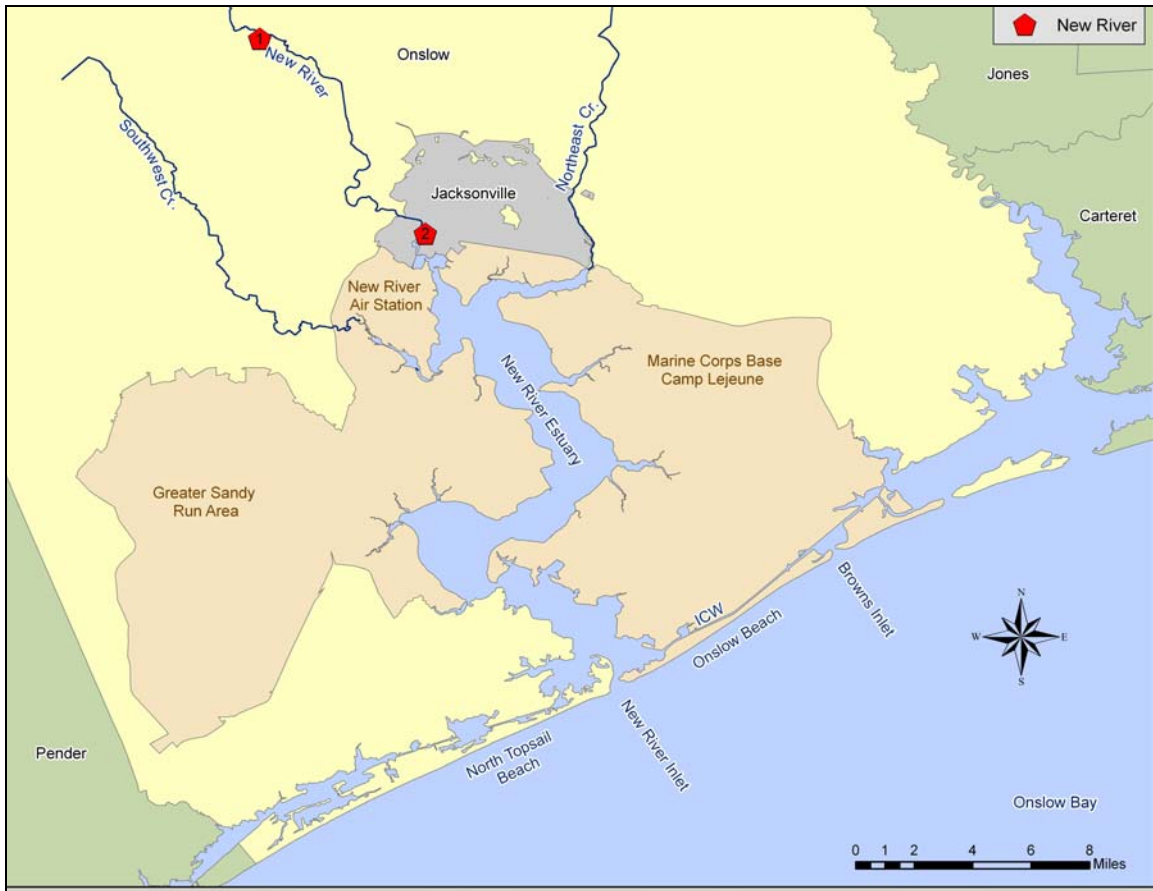 New River
1
New River
Onslow
Jones
Southwest Cr.
Northeast Cr.
Jacksonville
Carteret
2
New River
Air Station
Marine Corps Base
Camp Lejeune
New River Estuary
Greater Sandy
Run Area
Browns Inlet
ICW
Onslow Beach
N
W
E
S
New River Inlet
North Topsail
Beach
Pender
Onslow Bay
0 1 2 4 6 8
Miles